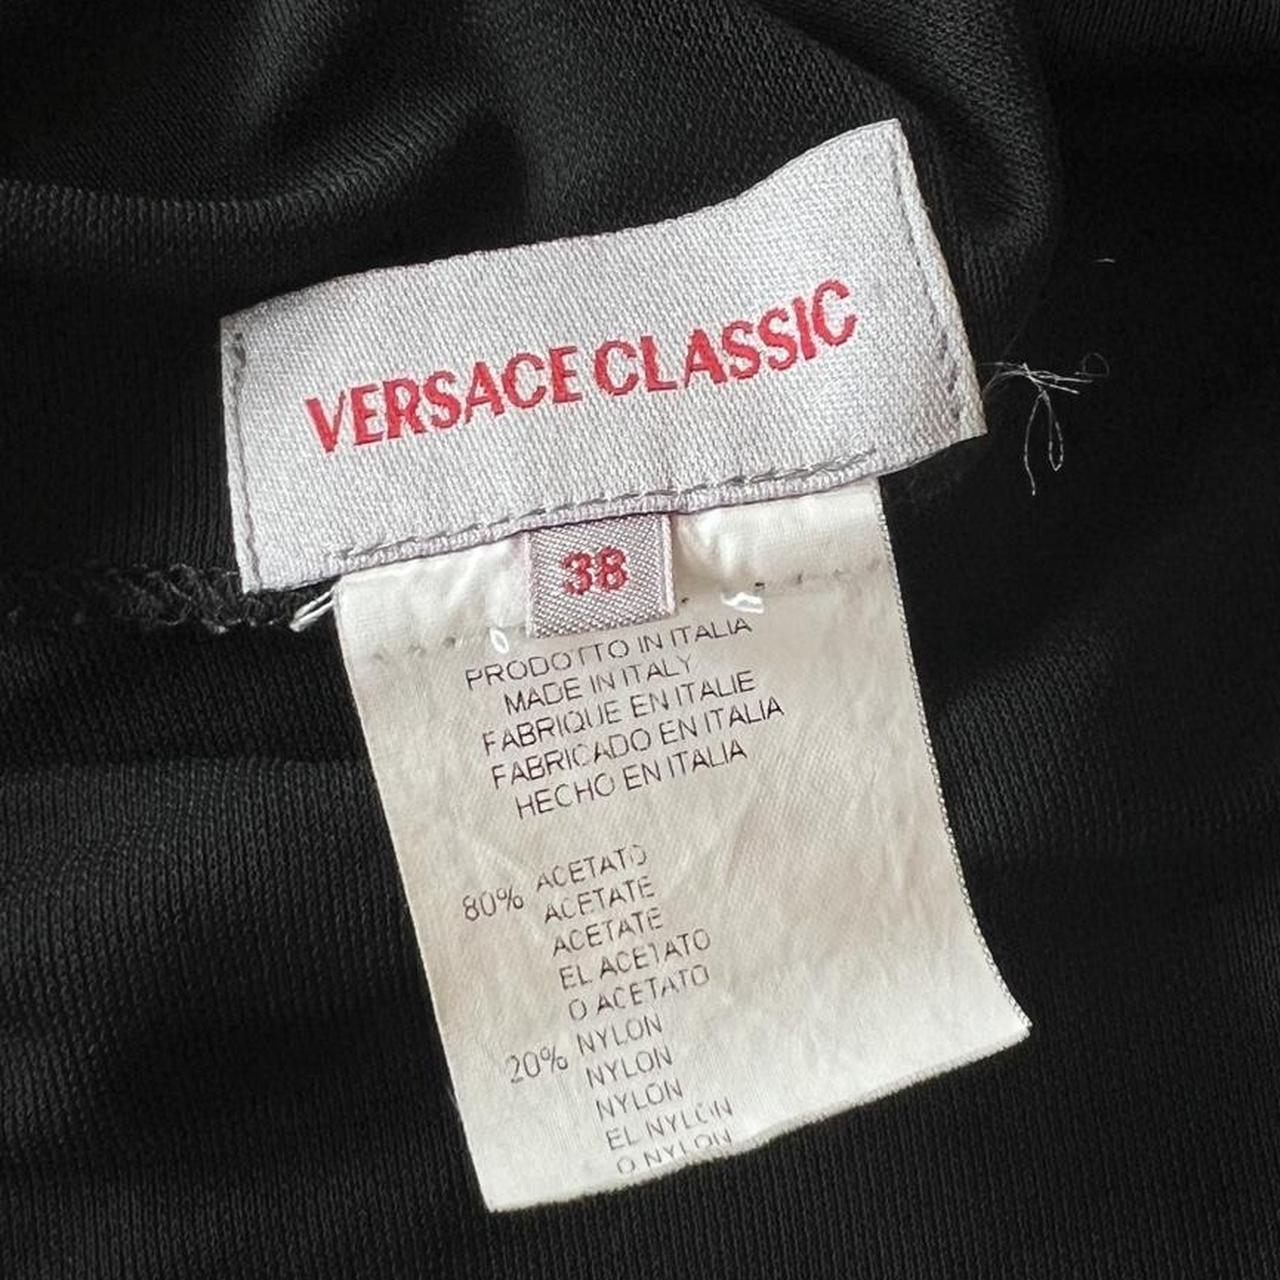 VERSACE CLASSIC
38
PRODOTTO IN ITALIA
MADE IN ITALY
FABRIQUE EN ITALIE
FABRICADO EN ITALIA
HECHO EN ITALIA
80% ACETATO
ACETATE
ACETATE
EL ACETATO
O ACETATO
20% NYLON
NYLON
NYLON
EL NYLON
O NYLON